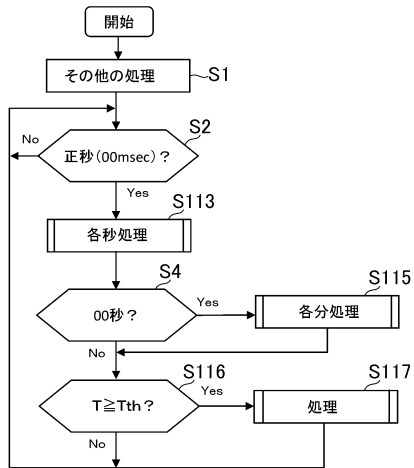 開始
その他の処理
S1
S2
正秒（00msec）？
No
Yes
S113
各秒処理
S4
00秒？
Yes
S115
各分処理
No
S116
T≧Tth？
Yes
S117
処理
No